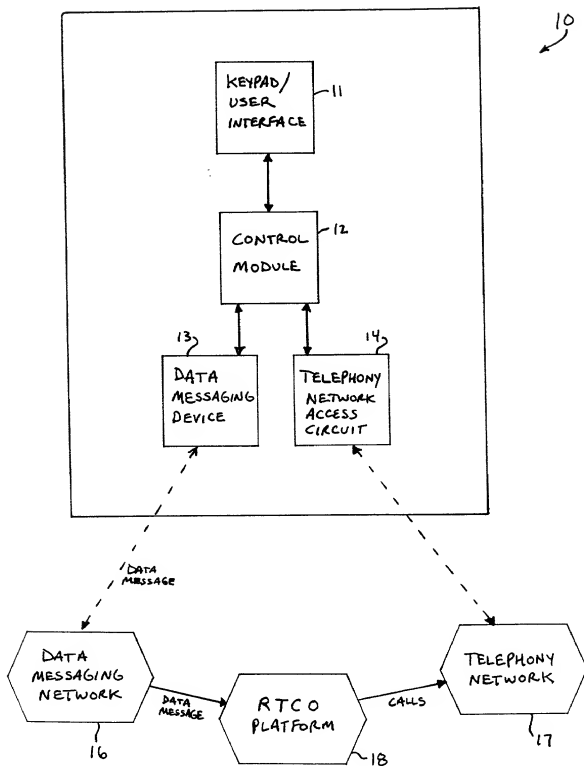 10
KEYPAD/
USER
INTERFACE
11
CONTROL
MODULE
12
13
DATA
MESSAGING
DEVICE
14
TELEPHONY
NETWORK
ACCESS
CIRCUIT
DATA
MESSAGE
DATA
MESSAGING
NETWORK
16
DATA
MESSAGE
RTCO
PLATFORM
18
CALLS
TELEPHONY
NETWORK
17